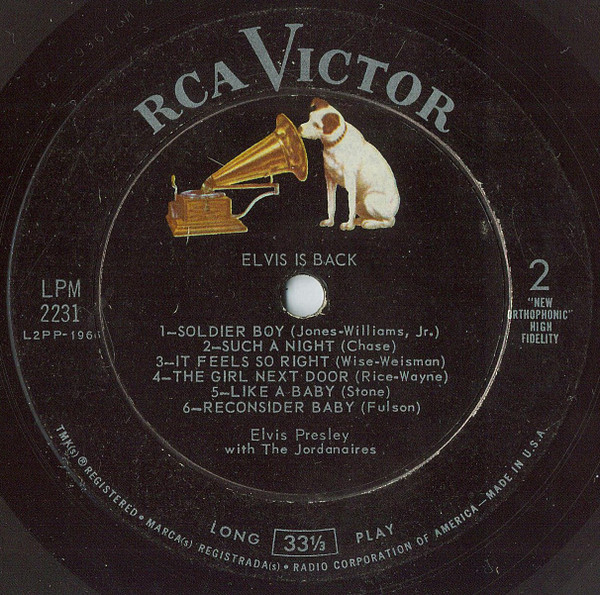 RCA VICTOR
ELVIS IS BACK
LPM
2231
L2PP-196
2
"NEW
ORTHOPHONIC"
HIGH
FIDELITY
1—SOLDIER BOY (Jones-Williams, Jr.)
2—SUCH A NIGHT (Chase)
3—IT FEELS SO RIGHT (Wise-Weisman)
4—THE GIRL NEXT DOOR (Rice-Wayne)
5—LIKE A BABY (Stone)
6—RECONSIDER BABY (Fulson)
Elvis Presley
with The Jordanaires
LONG 33⅓ PLAY
TMK(s) ® REGISTERED • MARCA(s) REGISTRADA(s) • RADIO CORPORATION OF AMERICA—MADE IN U.S.A.